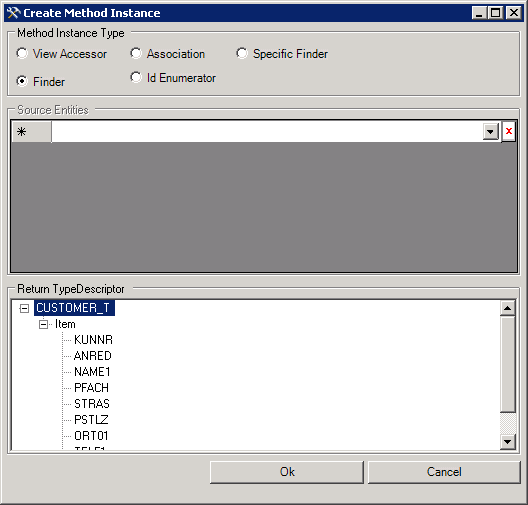 Create Method Instance
Method Instance Type
View Accessor Association Specific Finder
Finder Id Enumerator
Source Entities
* x
Return TypeDescriptor
CUSTOMER_T
Item
KUNNR
ANRED
NAME1
PFACH
STRAS
PSTLZ
ORT01
TELF1
Ok Cancel